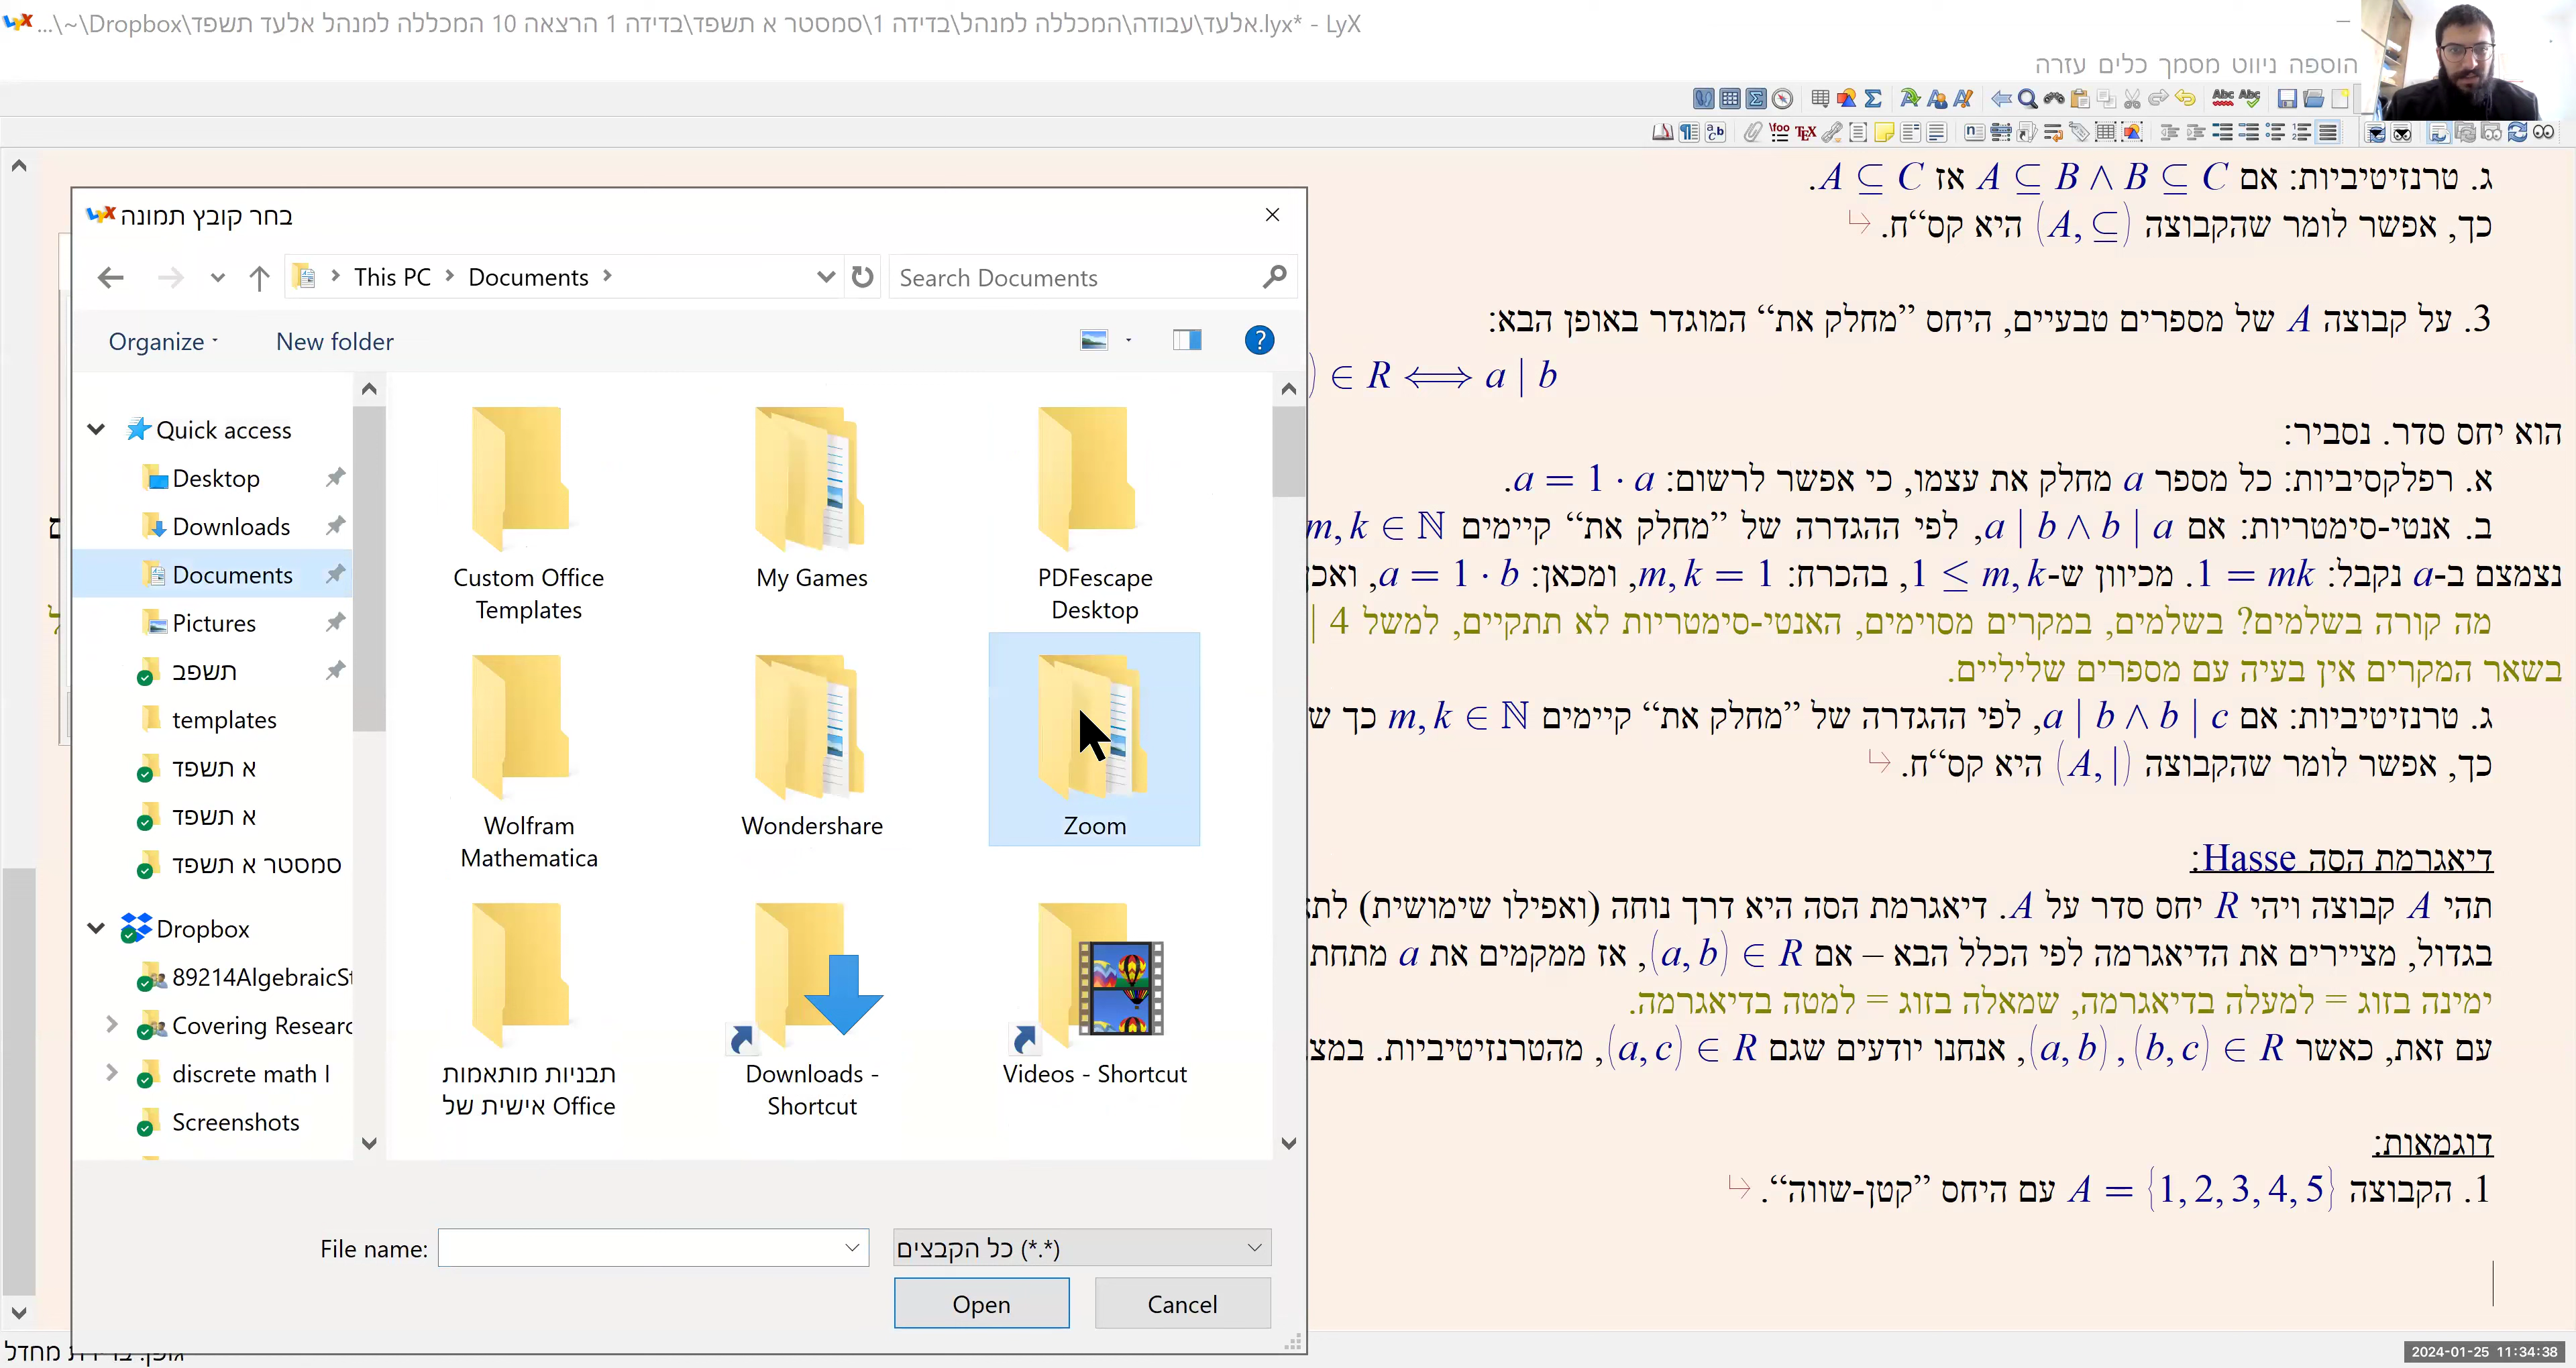 ...\~\Dropbox\אלעד\עבודה\המכללה למנהל\בדידה 1\סמסטר א תשפד\בדידה 1 הרצאה 10 המכללה למנהל אלעד תשפד.lyx* - LyX
הוספה ניווט מסמך כלים עזרה
ג. טרנזיטיביות: אם A ⊆ B ∧ B ⊆ C אז A ⊆ C.
כך, אפשר לומר שהקבוצה (A, ⊆) היא קס"ח.
3. על קבוצה A של מספרים טבעיים, היחס "מחלק את" המוגדר באופן הבא:
) ∈ R ⟺ a | b
הוא יחס סדר. נסביר:
א. רפלקסיביות: כל מספר a מחלק את עצמו, כי אפשר לרשום: a = 1 · a.
ב. אנטי-סימטריות: אם a | b ∧ b | a, לפי ההגדרה של "מחלק את" קיימים m, k ∈ ℕ
נצמצם ב-a נקבל: 1 = mk. מכיוון ש-1 ≤ m, k, בהכרח: m, k = 1, ומכאן: a = 1 · b, ואכן
מה קורה בשלמים? בשלמים, במקרים מסוימים, האנטי-סימטריות לא תתקיים, למשל 4 |
בשאר המקרים אין בעיה עם מספרים שליליים.
ג. טרנזיטיביות: אם a | b ∧ b | c, לפי ההגדרה של "מחלק את" קיימים m, k ∈ ℕ כך ש
כך, אפשר לומר שהקבוצה (A, |) היא קס"ח.
דיאגרמת הסה Hasse:
תהי A קבוצה ויהי R יחס סדר על A. דיאגרמת הסה היא דרך נוחה (ואפילו שימושית) לתא
בגדול, מציירים את הדיאגרמה לפי הכלל הבא – אם (a, b) ∈ R, אז ממקמים את a מתחת
ימינה בזוג = למעלה בדיאגרמה, שמאלה בזוג = למטה בדיאגרמה.
עם זאת, כאשר (a, b), (b, c) ∈ R, אנחנו יודעים שגם (a, c) ∈ R, מהטרנזיטיביות. במצ
דוגמאות:
1. הקבוצה A = {1, 2, 3, 4, 5} עם היחס "קטן-שווה".
בחר קובץ תמונה
This PC > Documents >
Search Documents
Organize
New folder
Quick access
Desktop
Downloads
Documents
Pictures
תשפב
templates
א תשפד
א תשפד
סמסטר א תשפד
Dropbox
89214AlgebraicSt
Covering Researc
discrete math I
Screenshots
Custom Office Templates
My Games
PDFescape Desktop
Wolfram Mathematica
Wondershare
Zoom
תבניות מותאמות אישית של Office
Downloads - Shortcut
Videos - Shortcut
File name:
כל הקבצים (*.*)
Open
Cancel
2024-01-25 11:34:38